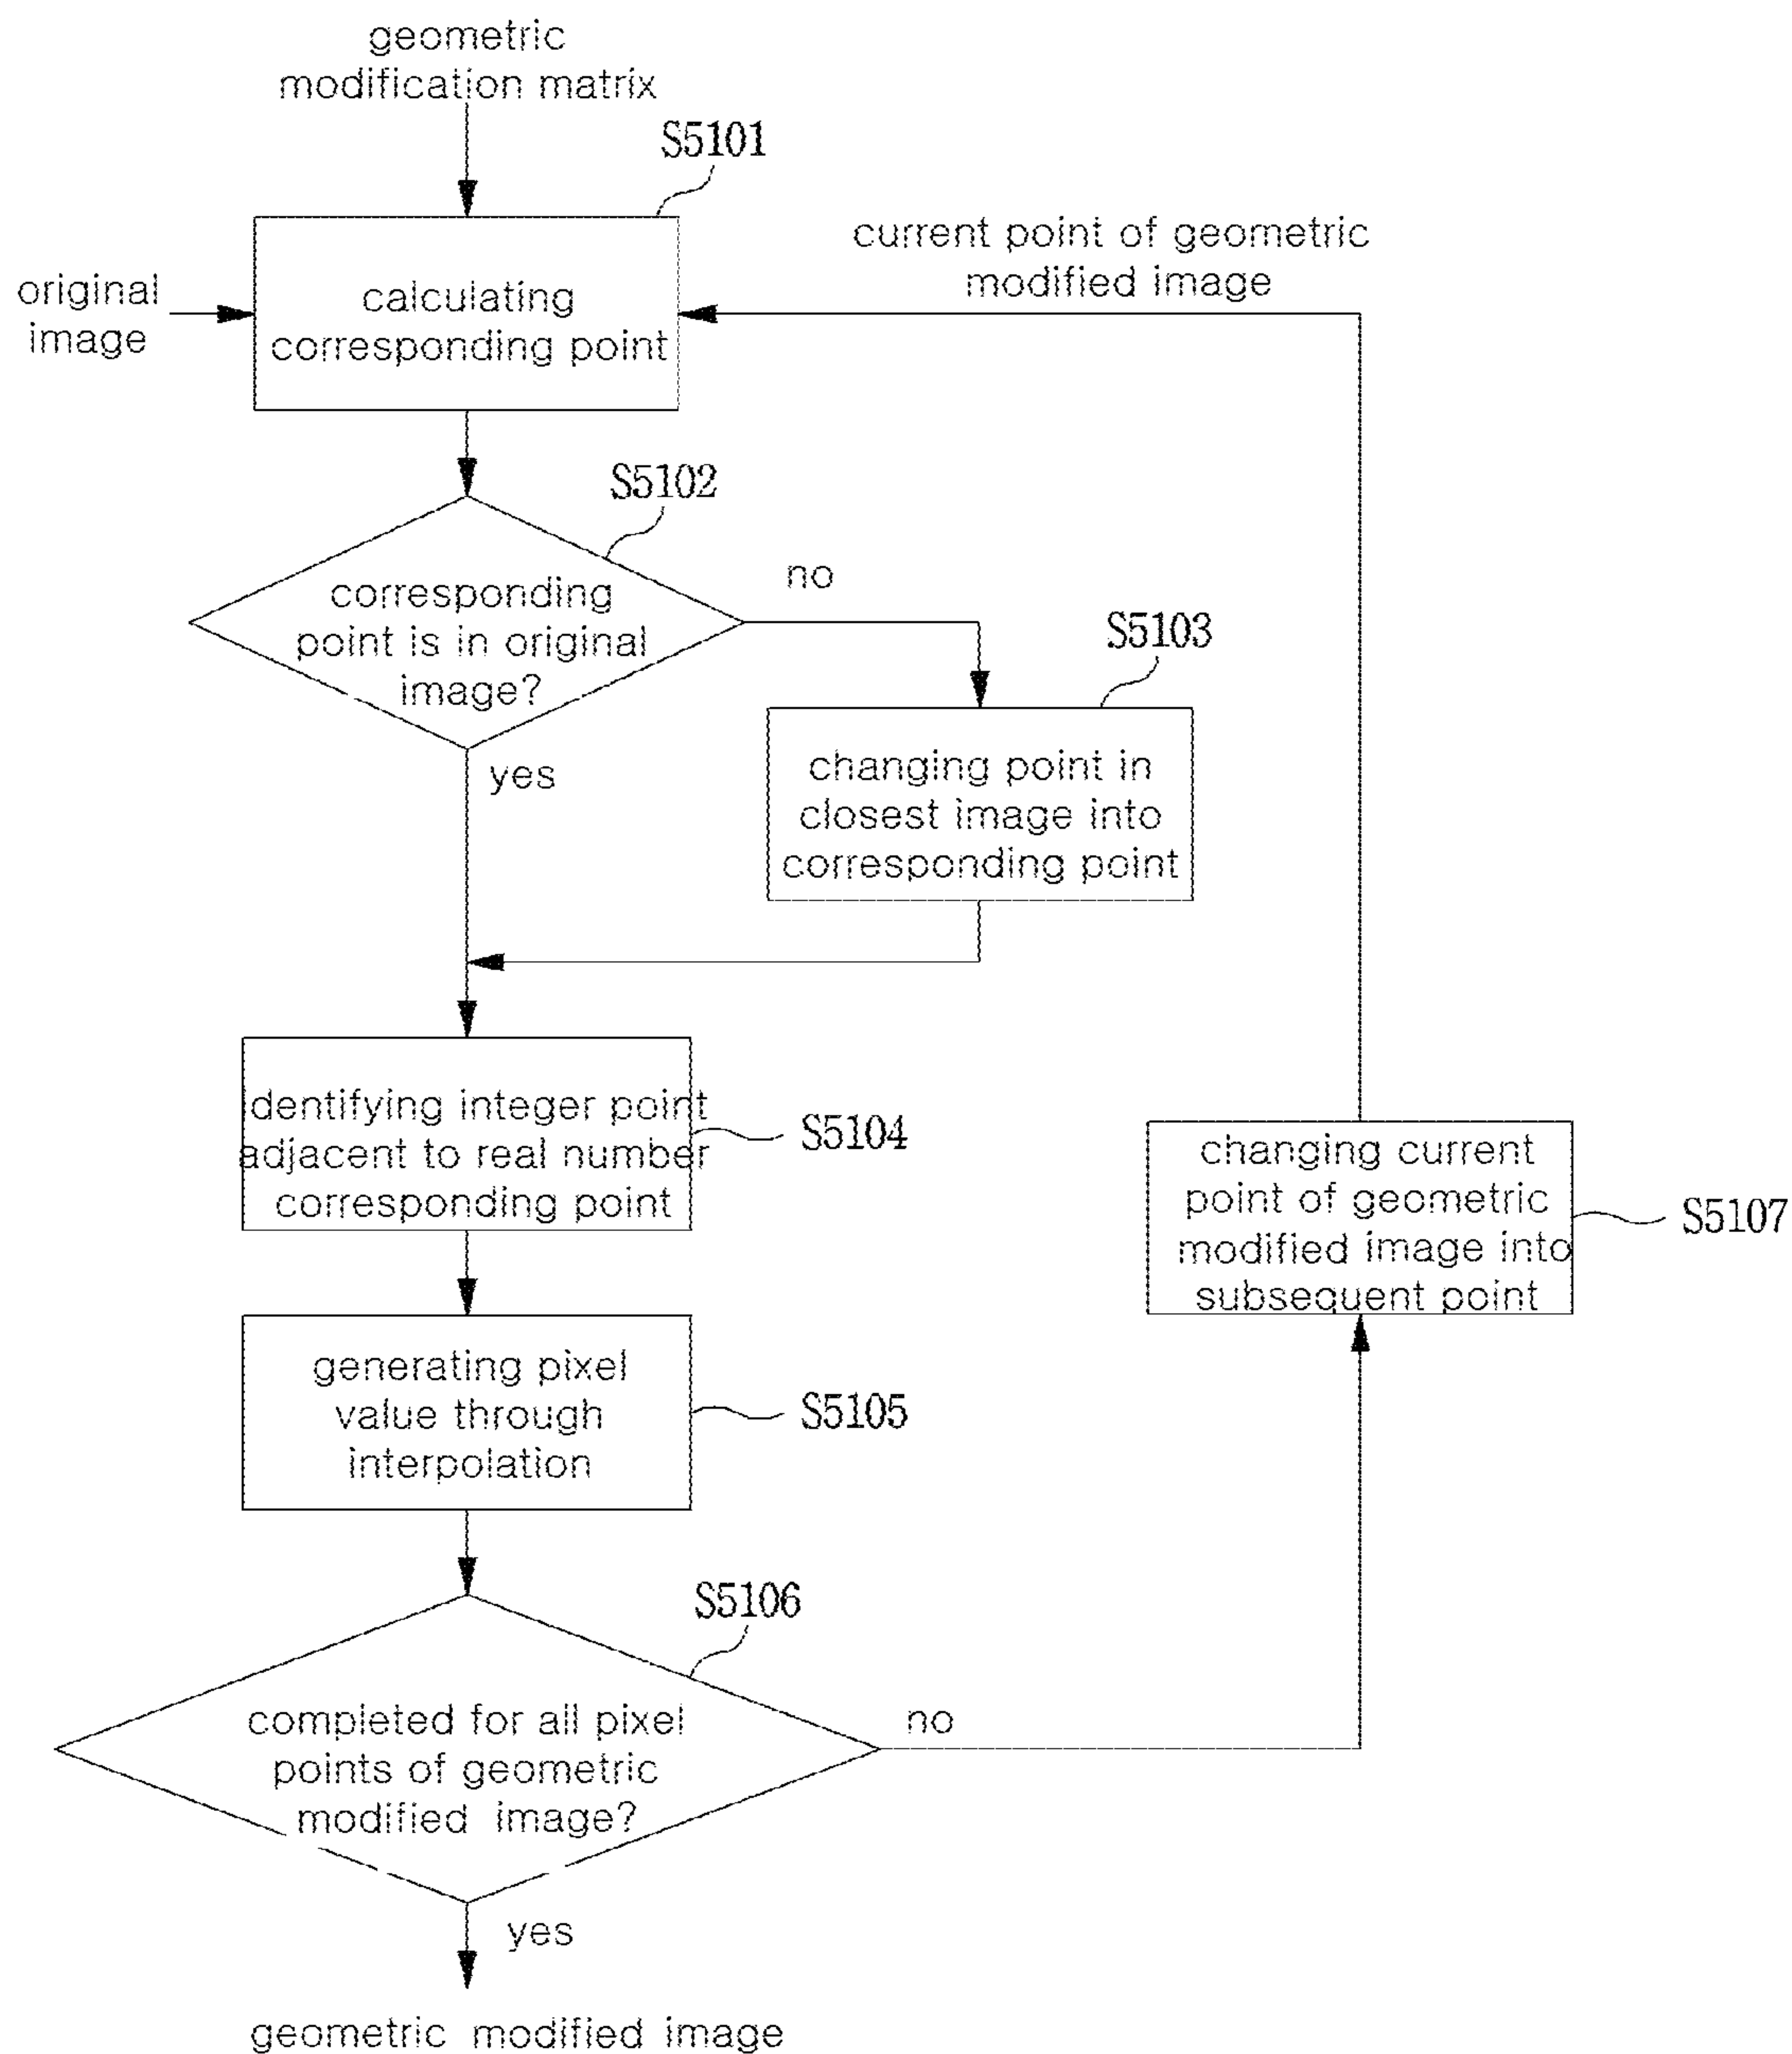 geometric
modification matrix
S5101
current point of geometric
modified image
original
image
calculating
corresponding point
S5102
no
corresponding
point is in original
image?
S5103
yes
changing point in
closest image into
corresponding point
identifying integer point
adjacent to real number
corresponding point
S5104
changing current
point of geometric
modified image into
subsequent point
S5107
generating pixel
value through
interpolation
S5105
S5106
completed for all pixel
points of geometric
modified image?
no
yes
geometric modified image